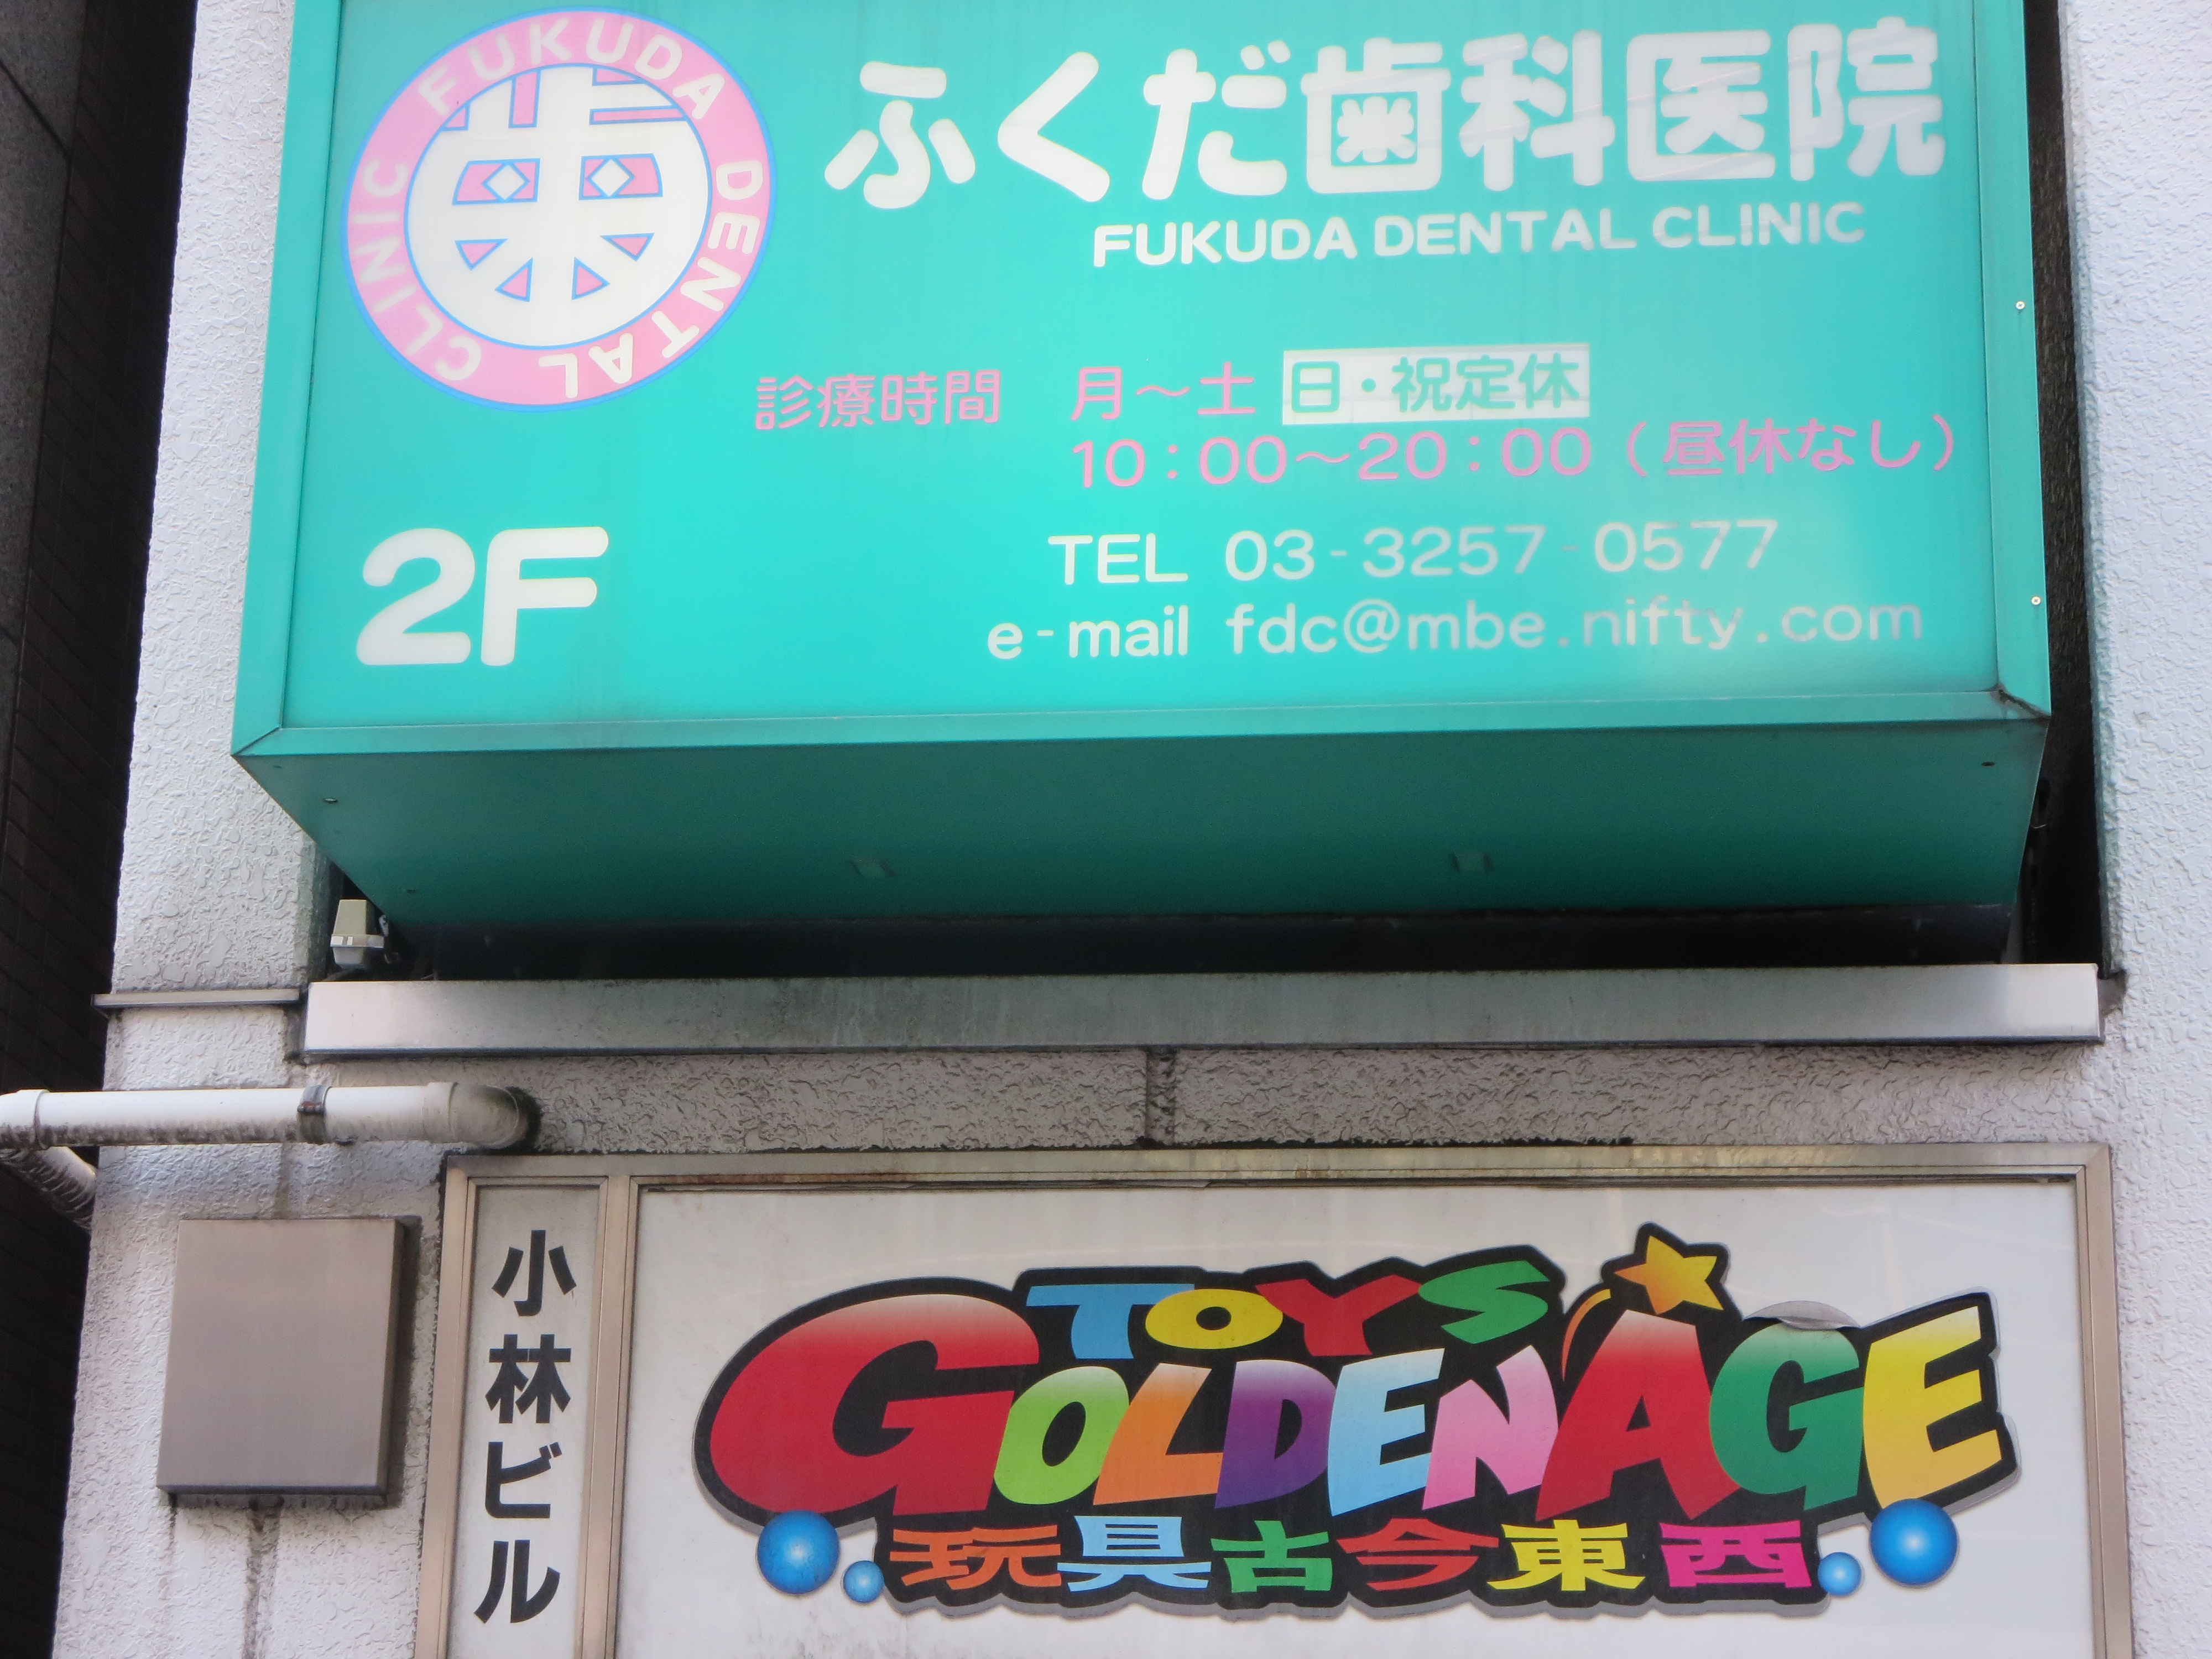 FUKUDA DENTAL CLINIC
歯
ふくだ歯科医院
FUKUDA DENTAL CLINIC
診療時間 月～土 日・祝定休
10：00～20：00（昼休なし）
2F
TEL 03-3257-0577
e-mail fdc@mbe.nifty.com
小林ビル
TOYS
GOLDENAGE
玩具古今東西